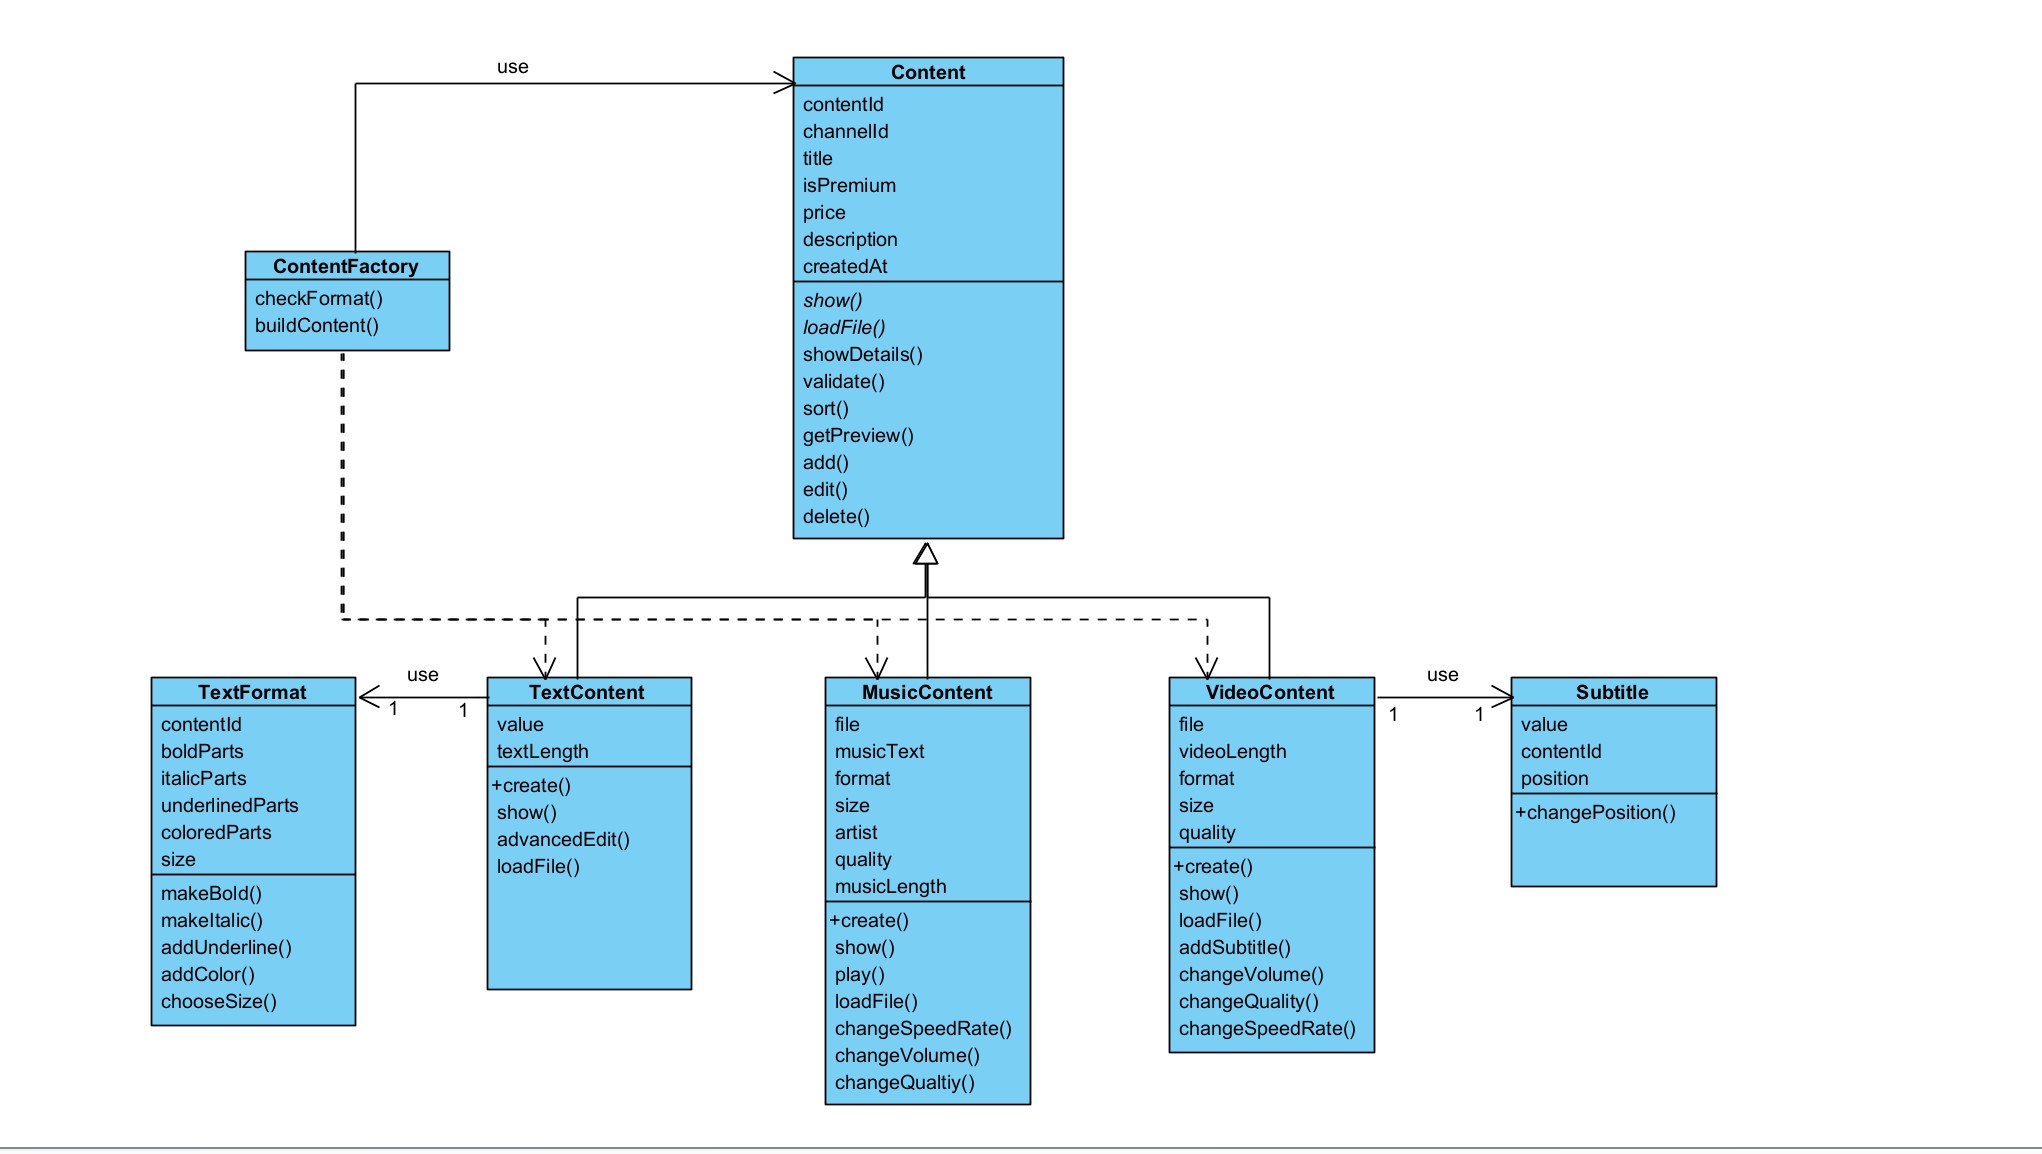 use
Content
contentId
channelId
title
isPremium
price
description
createdAt
show()
loadFile()
showDetails()
validate()
sort()
getPreview()
add()
edit()
delete()
ContentFactory
checkFormat()
buildContent()
TextFormat
contentId
boldParts
italicParts
underlinedParts
coloredParts
size
makeBold()
makeItalic()
addUnderline()
addColor()
chooseSize()
use
1
1
TextContent
value
textLength
+create()
show()
advancedEdit()
loadFile()
MusicContent
file
musicText
format
size
artist
quality
musicLength
+create()
show()
play()
loadFile()
changeSpeedRate()
changeVolume()
changeQualtiy()
VideoContent
file
videoLength
format
size
quality
+create()
show()
loadFile()
addSubtitle()
changeVolume()
changeQuality()
changeSpeedRate()
use
1
1
Subtitle
value
contentId
position
+changePosition()